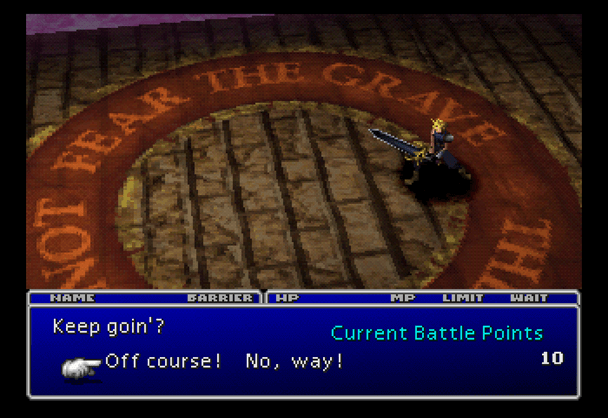 NOT FEAR THE GRAVE = THE
NAME BARRIER HP MP LIMIT WAIT
Keep goin'?
Current Battle Points
Off course! No, way! 10